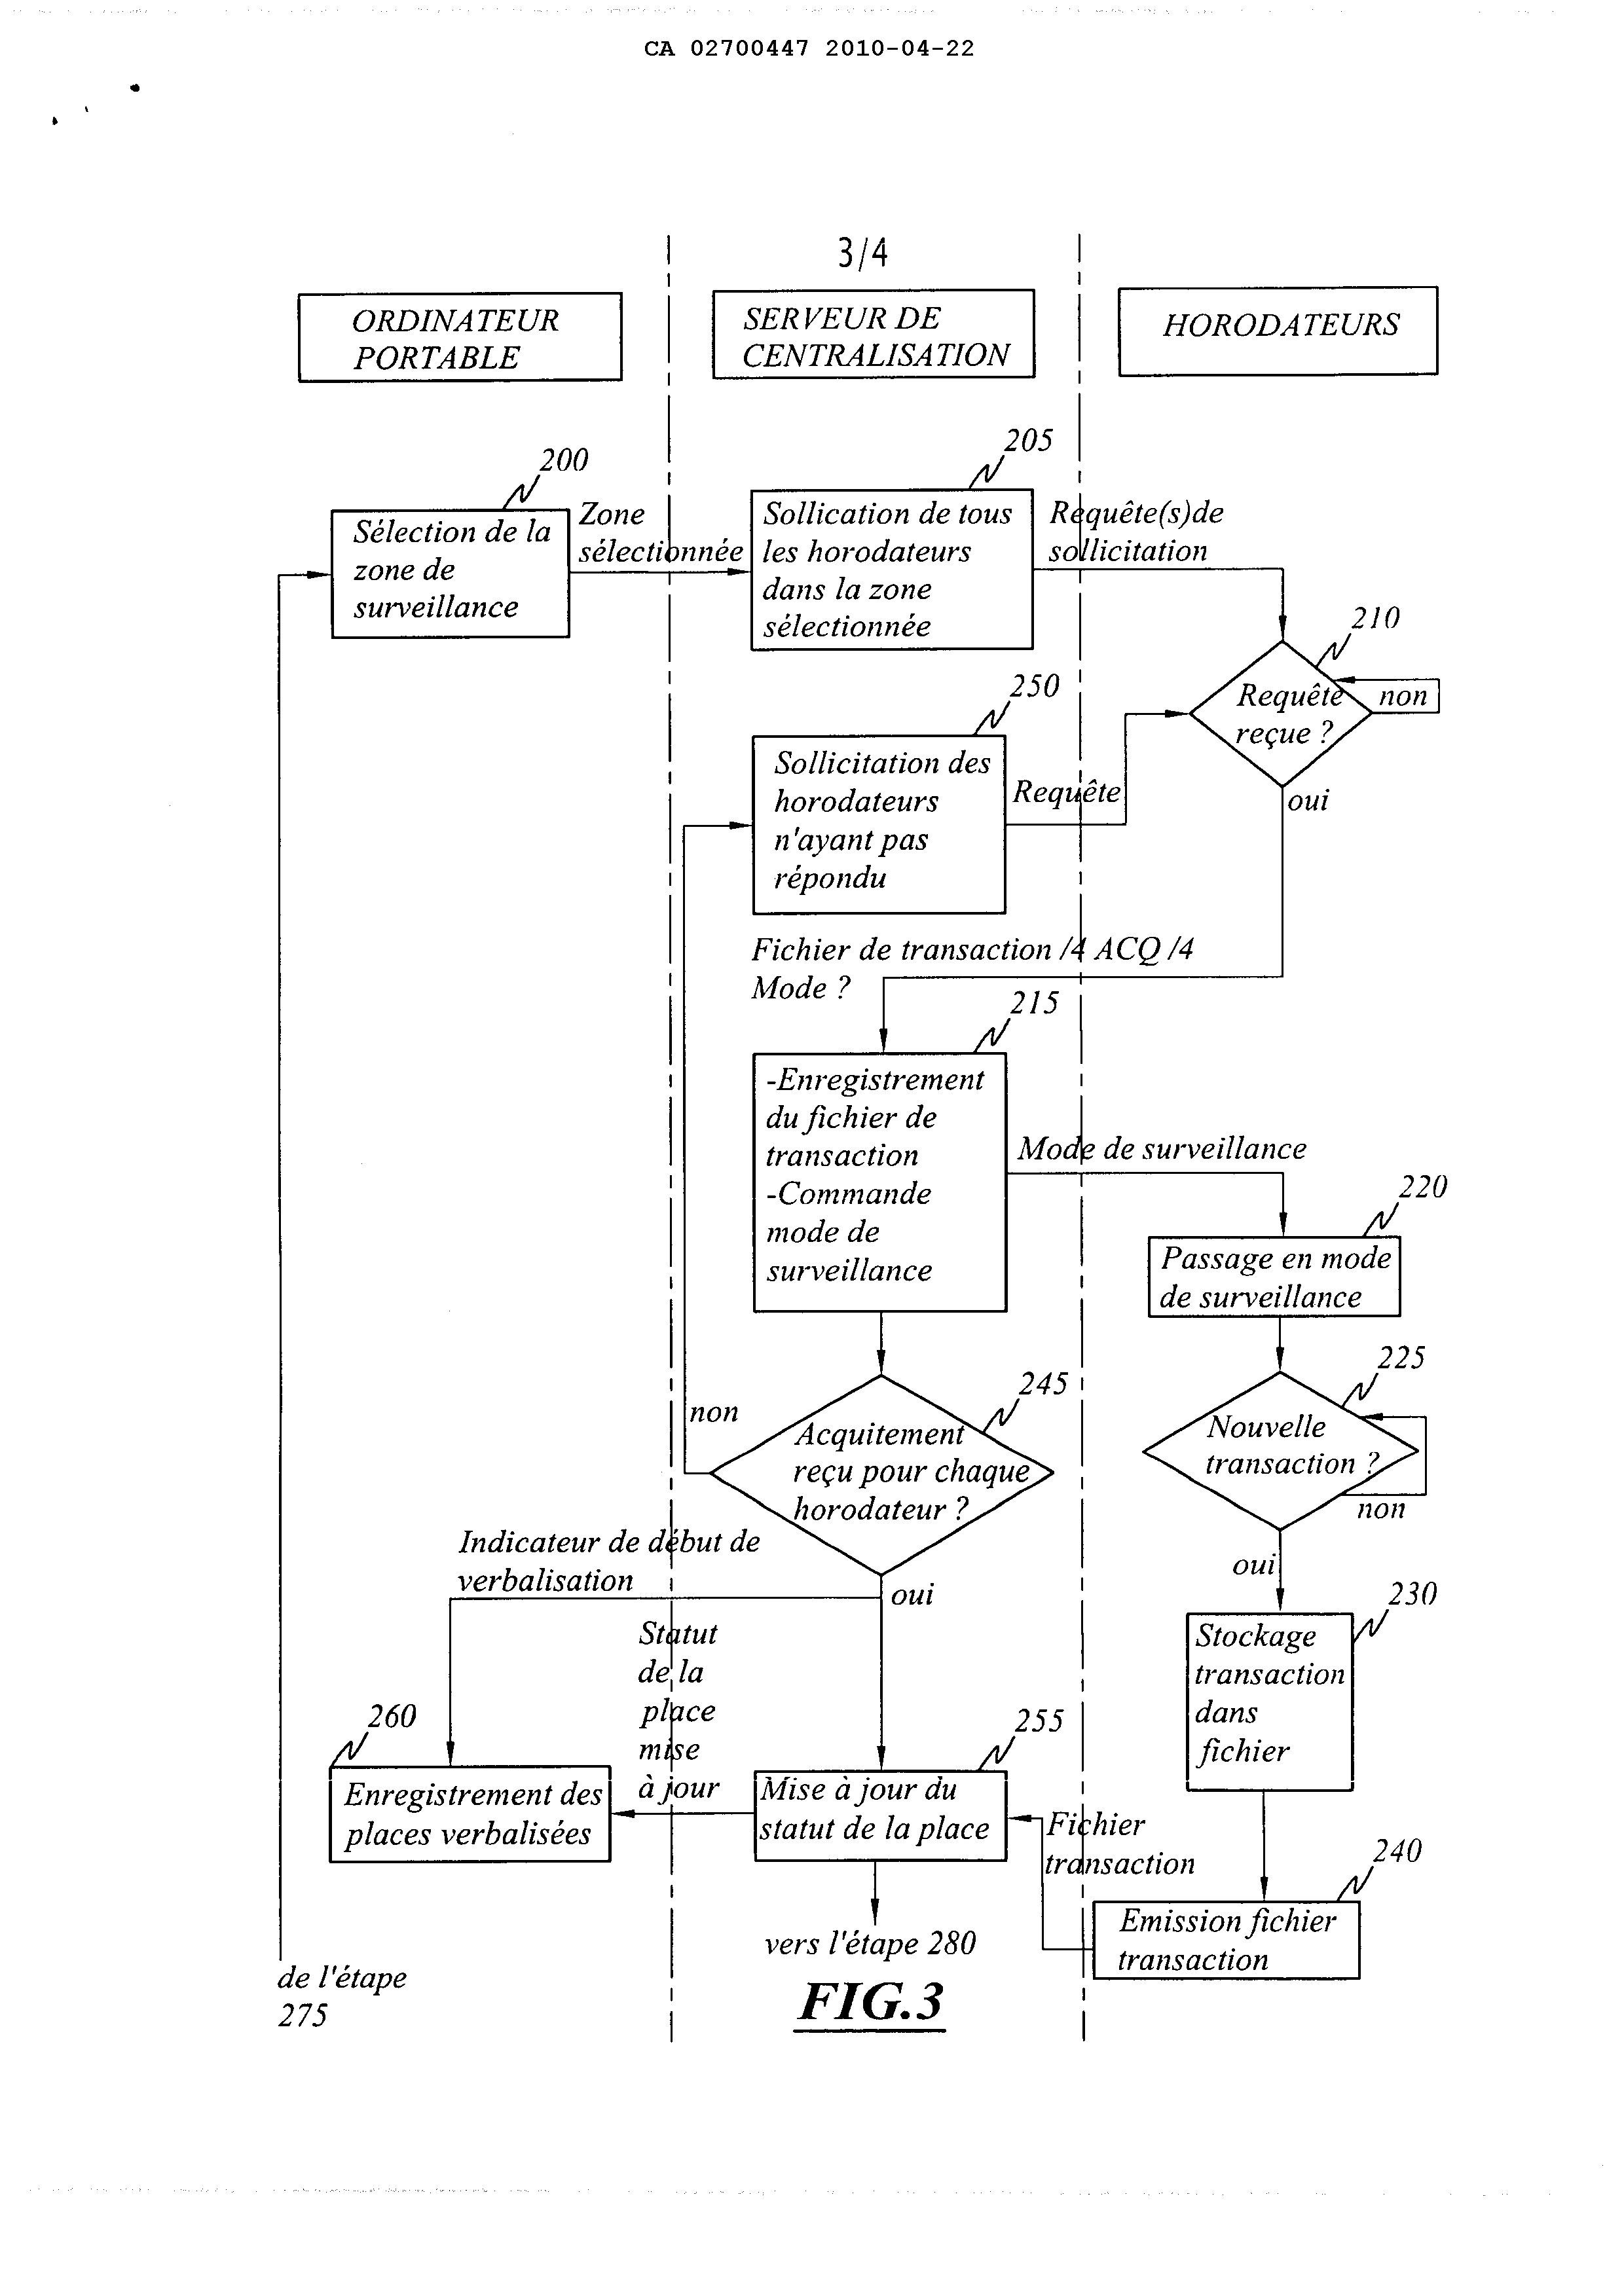 CA 02700447 2010-04-22
3/4
ORDINATEUR
PORTABLE
SERVEUR DE
CENTRALISATION
HORODATEURS
200
Sélection de la
zone de
surveillance
Zone
sélectionnée
205
Sollication de tous
les horodateurs
dans la zone
sélectionnée
Requête(s)de
sollicitation
210
Requête
reçue ?
non
oui
250
Sollicitation des
horodateurs
n'ayant pas
répondu
Requête
Fichier de transaction /4 ACQ /4
Mode ?
215
-Enregistrement
du fichier de
transaction
-Commande
mode de
surveillance
Mode de surveillance
220
Passage en mode
de surveillance
225
Nouvelle
transaction ?
non
oui
245
Acquitement
reçu pour chaque
horodateur ?
non
oui
Indicateur de début de
verbalisation
230
Stockage
transaction
dans
fichier
Statut
de la
place
mise
à jour
260
Enregistrement des
places verbalisées
255
Mise à jour du
statut de la place
Fichier
transaction
240
Emission fichier
transaction
vers l'étape 280
de l'étape
275
FIG.3